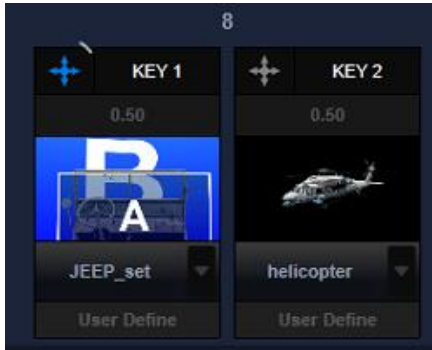 8
KEY 1
KEY 2
0.50
0.50
B
A
JEEP_set
helicopter
User Define
User Define